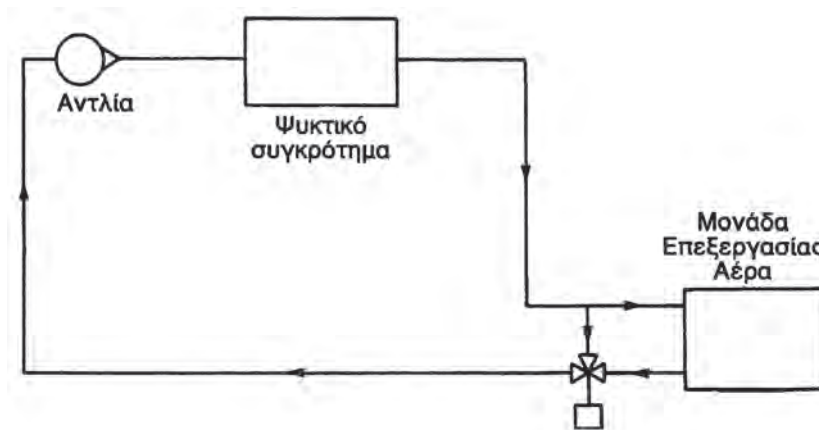 Αντλία
Ψυκτικό
συγκρότημα
Μονάδα
Επεξεργασίας
Αέρα